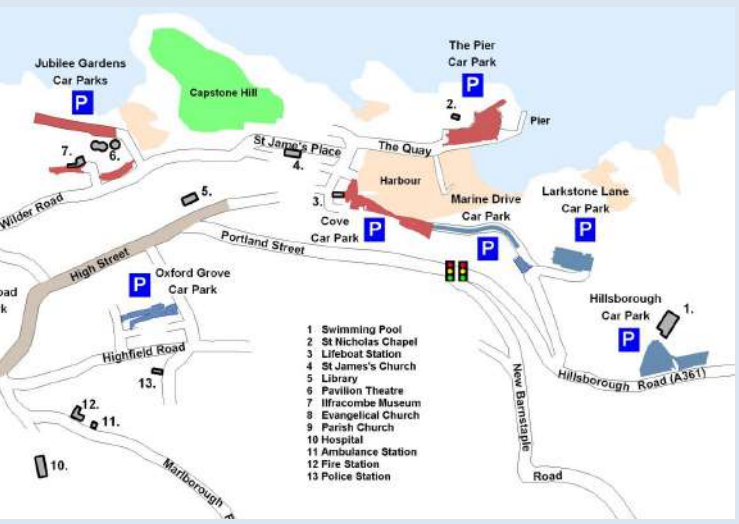 The Pier
Car Park
P
Jubilee Gardens
Car Parks
P
Capstone Hill
2.
Pier
St Jame's Place
The Quay
7.
6.
4.
Harbour
5.
3.
Wilder Road
Marine Drive
Car Park
P
Larkstone Lane
Car Park
P
Cove
Car Park
P
High Street
Portland Street
Oxford Grove
Car Park
P
Hillsborough
Car Park
P
1.
Highfield Road
13.
12.
11.
10.
Marlborough
New Barnstaple
Road
Hillsborough Road (A361)
1 Swimming Pool
2 St Nicholas Chapel
3 Lifeboat Station
4 St James's Church
5 Library
6 Pavilion Theatre
7 Ilfracombe Museum
8 Evangelical Church
9 Parish Church
10 Hospital
11 Ambulance Station
12 Fire Station
13 Police Station